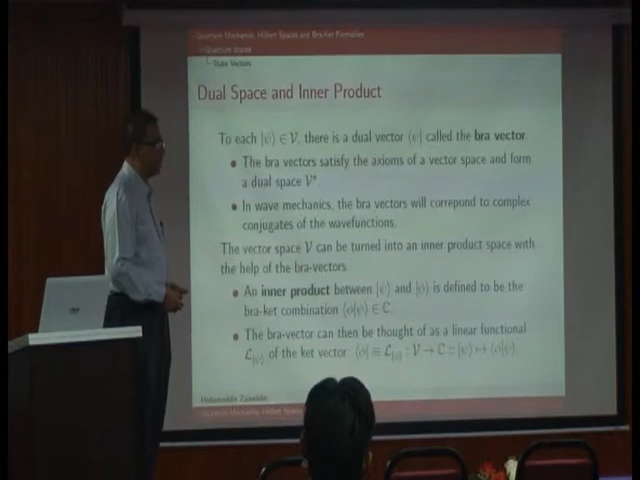 Quantum Mechanics, Hilbert Spaces and Bra-Ket Formalism
Quantum States
State Vectors
Dual Space and Inner Product
To each |ψ⟩ ∈ 𝒱, there is a dual vector ⟨ψ| called the bra vector.
• The bra vectors satisfy the axioms of a vector space and form
a dual space 𝒱*.
• In wave mechanics, the bra vectors will correpond to complex
conjugates of the wavefunctions.
The vector space 𝒱 can be turned into an inner product space with
the help of the bra-vectors.
• An inner product between |ψ⟩ and |φ⟩ is defined to be the
bra-ket combination ⟨φ|ψ⟩ ∈ ℂ.
• The bra-vector can then be thought of as a linear functional
of the ket vector: ⟨φ| ≡ ℒ|φ⟩ : 𝒱 → ℂ :: |ψ⟩ ↦ ⟨φ|ψ⟩.
Quantum Mechanics, Hilbert Spaces